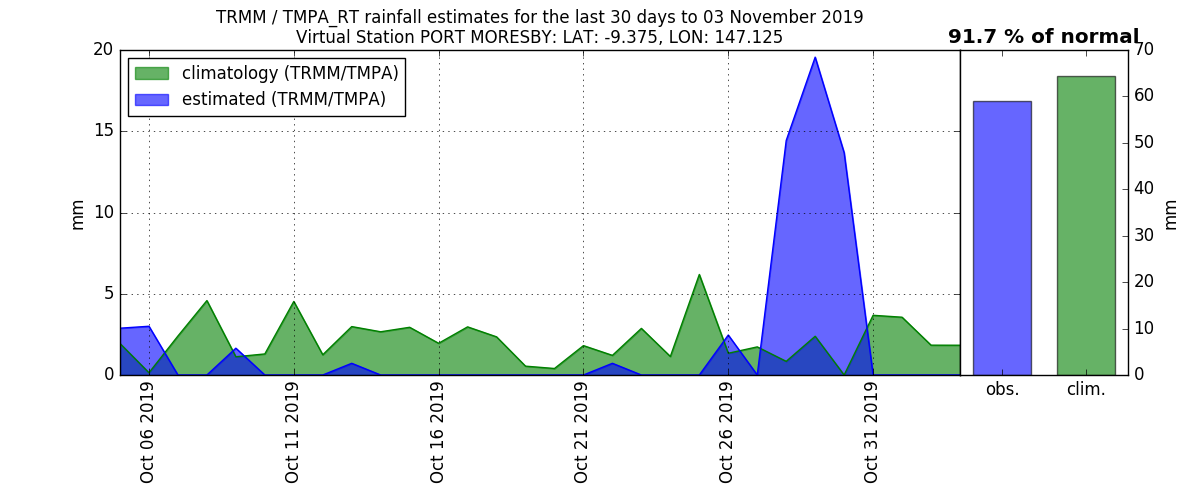 TRMM / TMPA_RT rainfall estimates for the last 30 days to 03 November 2019
Virtual Station PORT MORESBY: LAT: -9.375, LON: 147.125
91.7 % of normal
climatology (TRMM/TMPA)
estimated (TRMM/TMPA)
20
15
10
5
0
mm
Oct 06 2019
Oct 11 2019
Oct 16 2019
Oct 21 2019
Oct 26 2019
Oct 31 2019
obs.
clim.
70
60
50
40
30
20
10
0
mm